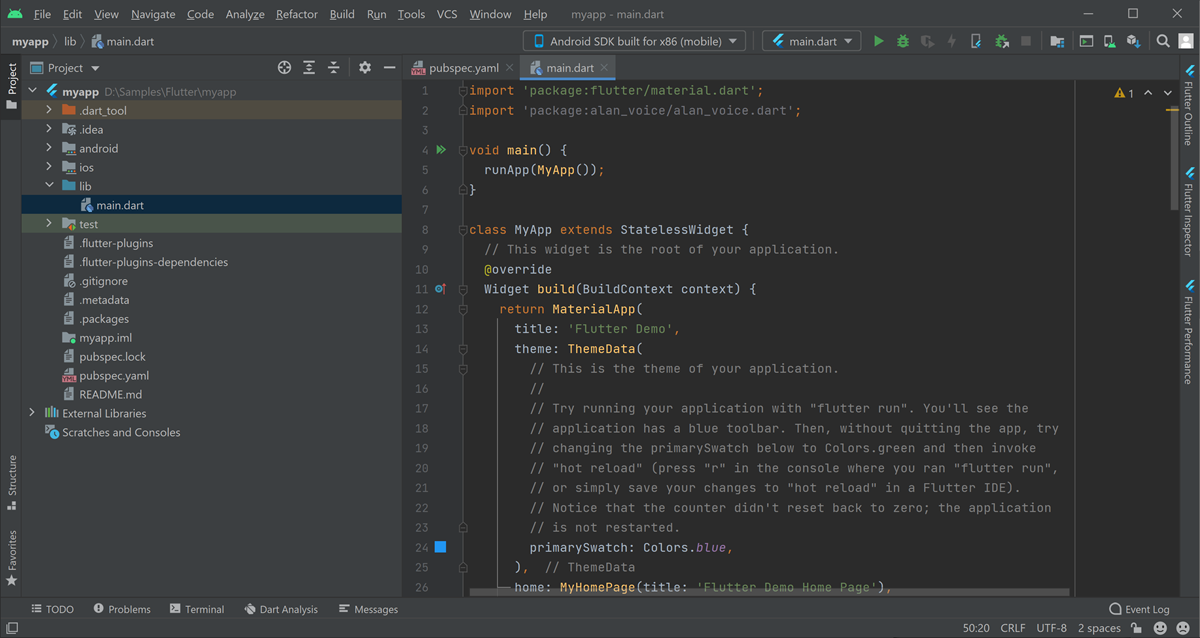 File Edit View Navigate Code Analyze Refactor Build Run Tools VCS Window Help myapp - main.dart
myapp lib main.dart Android SDK built for x86 (mobile) main.dart
Project
Project
pubspec.yaml main.dart
myapp D:\Samples\Flutter\myapp
.dart_tool
.idea
android
ios
lib
main.dart
test
.flutter-plugins
.flutter-plugins-dependencies
.gitignore
.metadata
.packages
myapp.iml
pubspec.lock
pubspec.yaml
README.md
External Libraries
Scratches and Consoles
Structure
Favorites
1 import 'package:flutter/material.dart';
1
2 import 'package:alan_voice/alan_voice.dart';
3
4 void main() {
5 runApp(MyApp());
6 }
7
8 class MyApp extends StatelessWidget {
9 // This widget is the root of your application.
10 @override
11 Widget build(BuildContext context) {
12 return MaterialApp(
13 title: 'Flutter Demo',
14 theme: ThemeData(
15 // This is the theme of your application.
16 //
17 // Try running your application with "flutter run". You'll see the
18 // application has a blue toolbar. Then, without quitting the app, try
19 // changing the primarySwatch below to Colors.green and then invoke
20 // "hot reload" (press "r" in the console where you ran "flutter run",
21 // or simply save your changes to "hot reload" in a Flutter IDE).
22 // Notice that the counter didn't reset back to zero; the application
23 // is not restarted.
24 primarySwatch: Colors.blue,
25 ), // ThemeData
26 home: MyHomePage(title: 'Flutter Demo Home Page'),
Flutter Outline
Flutter Inspector
Flutter Performance
TODO Problems Terminal Dart Analysis Messages Event Log
50:20 CRLF UTF-8 2 spaces